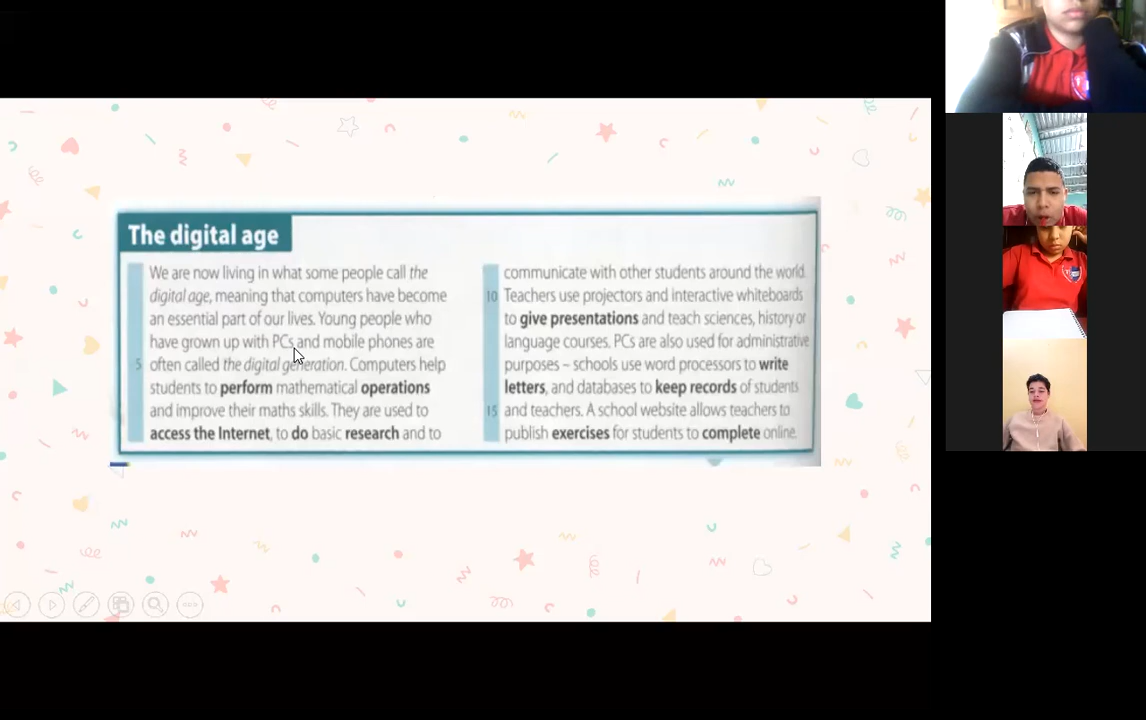 The digital age
We are now living in what some people call the
digital age, meaning that computers have become
an essential part of our lives. Young people who
have grown up with PCs and mobile phones are
5 often called the digital generation. Computers help
students to perform mathematical operations
and improve their maths skills. They are used to
access the Internet, to do basic research and to
communicate with other students around the world.
10 Teachers use projectors and interactive whiteboards
to give presentations and teach sciences, history or
language courses. PCs are also used for administrative
purposes – schools use word processors to write
letters, and databases to keep records of students
15 and teachers. A school website allows teachers to
publish exercises for students to complete online.